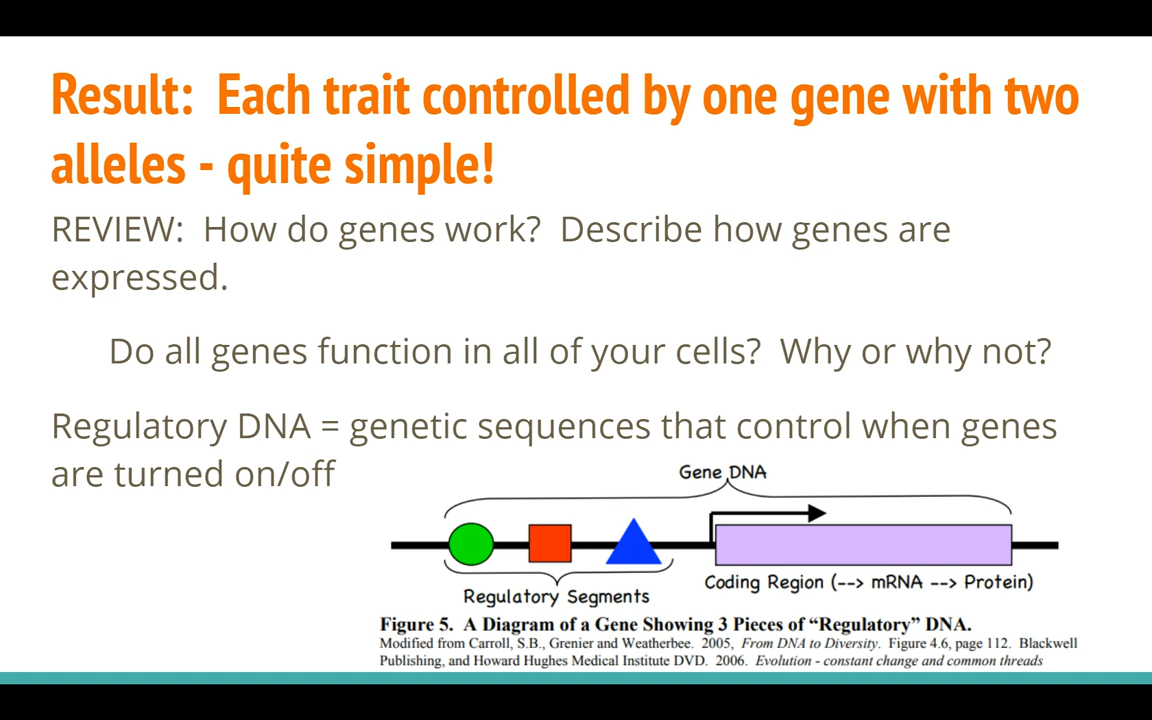 Result:  Each trait controlled by one gene with two
alleles - quite simple!
REVIEW:  How do genes work?  Describe how genes are
expressed.
Do all genes function in all of your cells?  Why or why not?
Regulatory DNA = genetic sequences that control when genes
are turned on/off
Gene DNA
Regulatory Segments
Coding Region (--> mRNA --> Protein)
Figure 5.  A Diagram of a Gene Showing 3 Pieces of “Regulatory” DNA.
Modified from Carroll, S.B., Grenier and Weatherbee.  2005,  From DNA to Diversity.  Figure 4.6, page 112.  Blackwell
Publishing, and Howard Hughes Medical Institute DVD.  2006.  Evolution - constant change and common threads